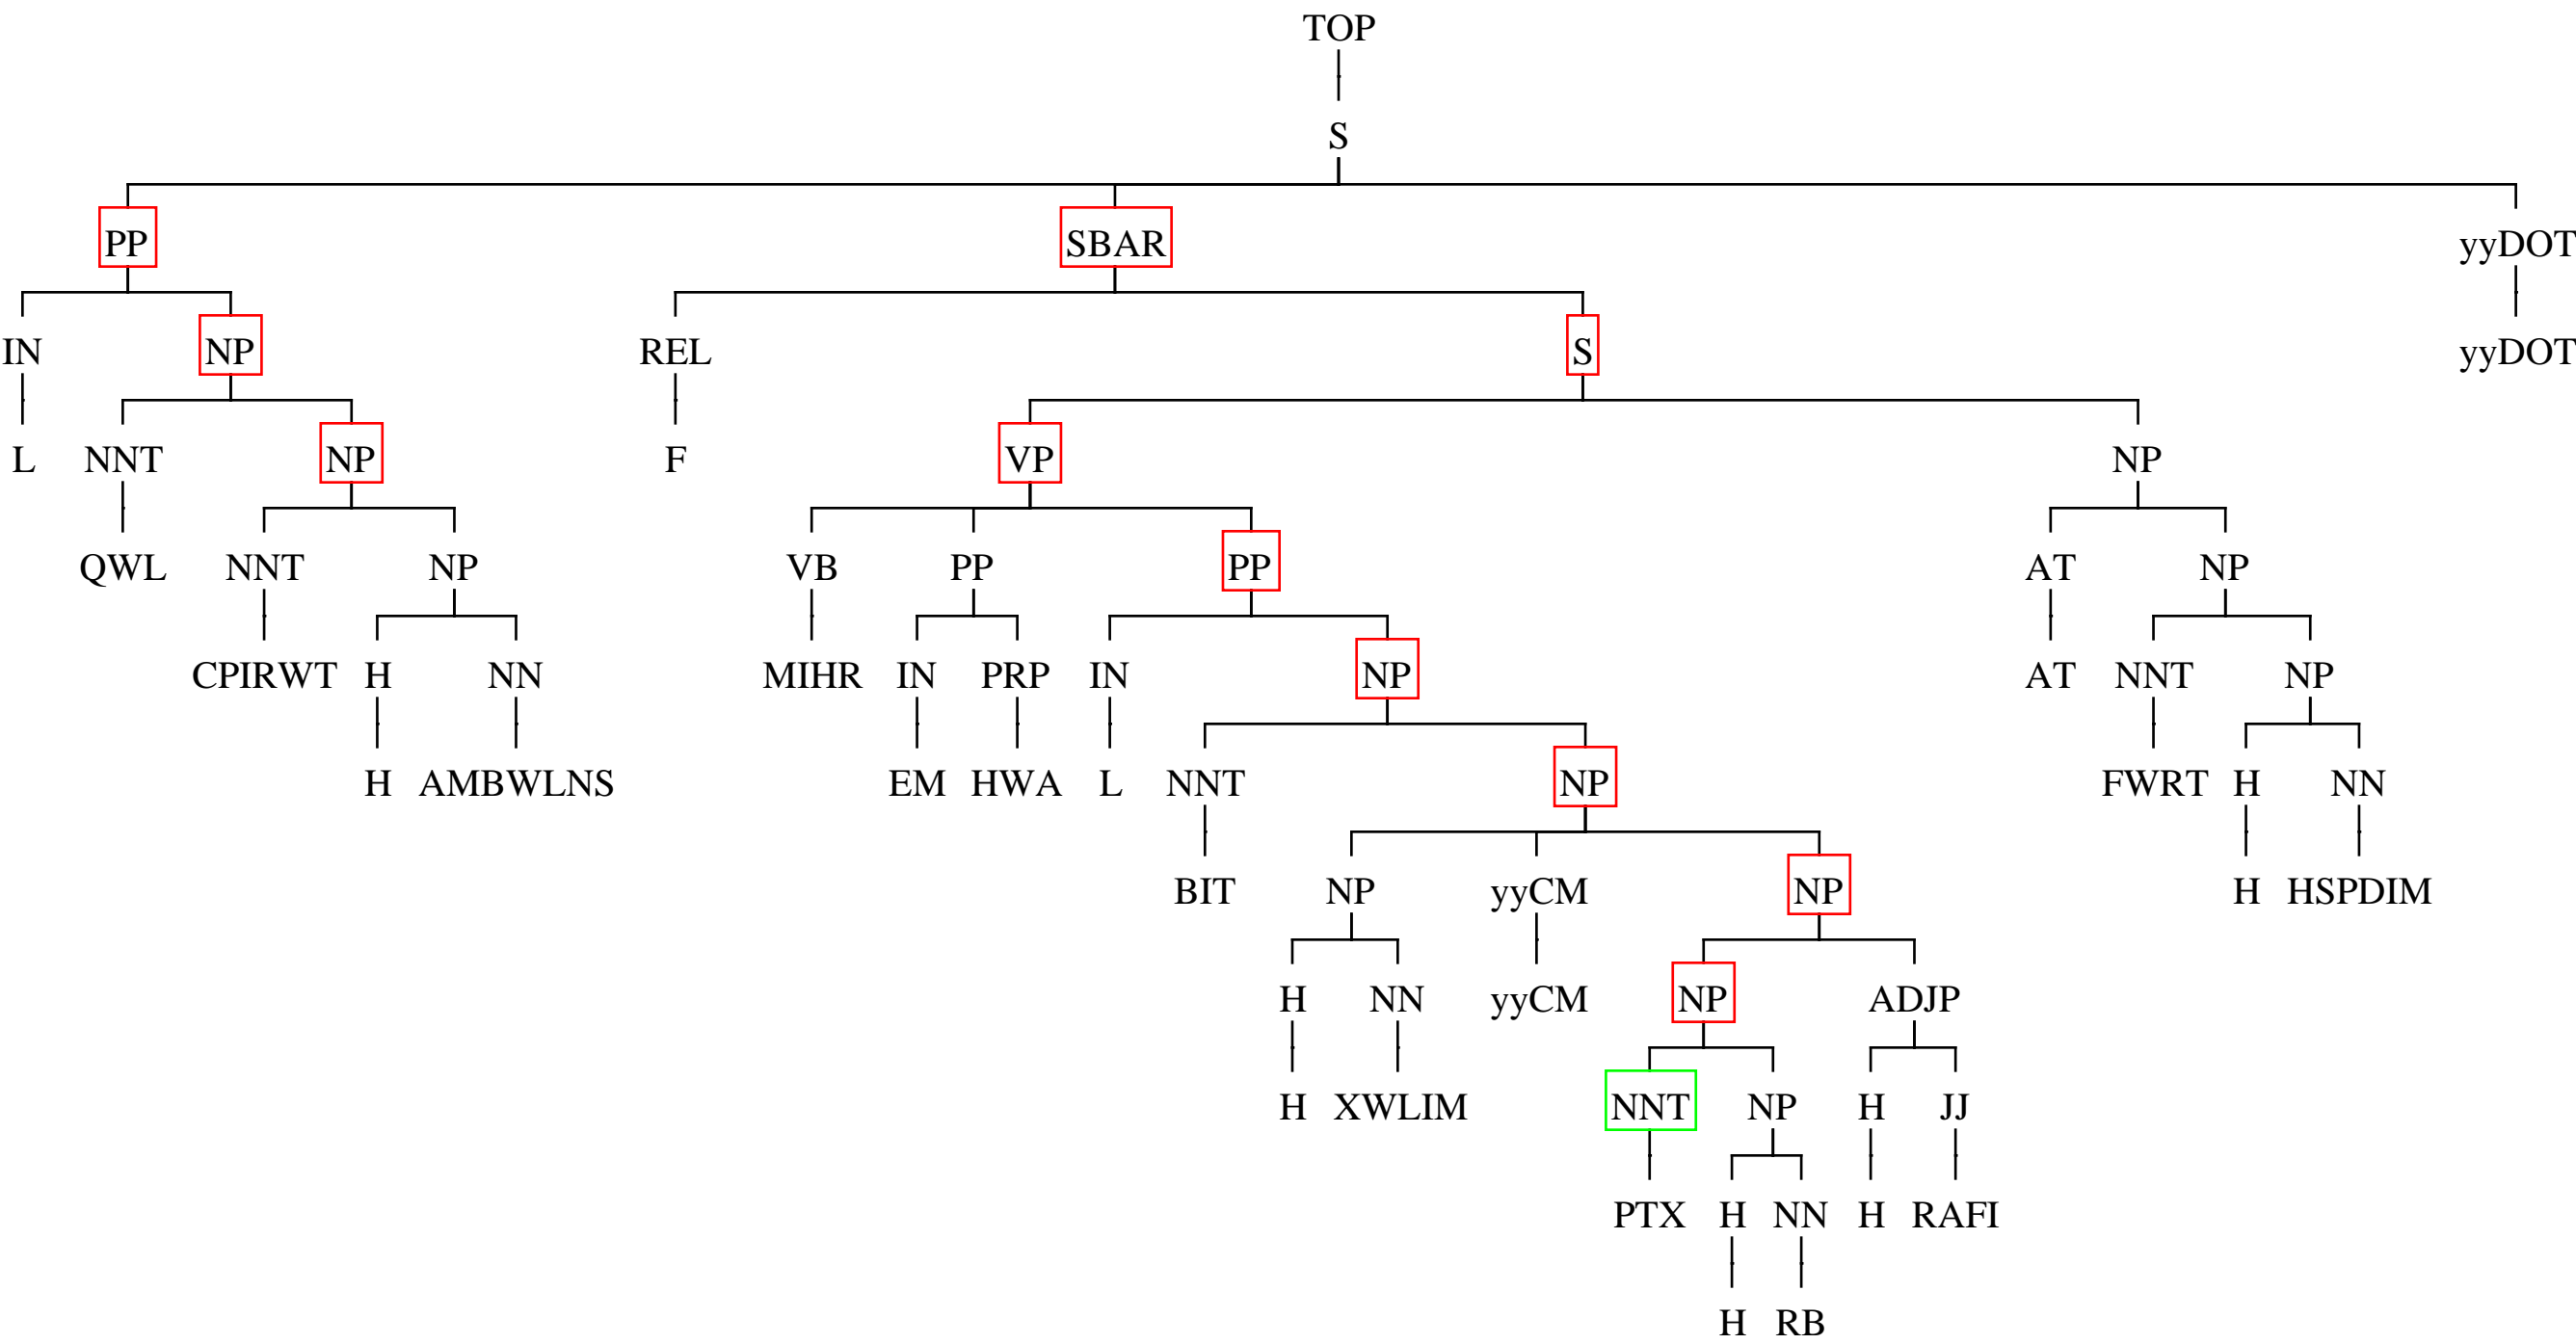 TOP
S
PP SBAR yyDOT
IN NP REL S yyDOT
L NNT NP F VP NP
QWL NNT NP VB PP PP AT NP
CPIRWT H NN MIHR IN PRP IN NP AT NNT NP
H AMBWLNS EM HWA L NNT NP FWRT H NN
BIT NP yyCM NP H HSPDIM
H NN yyCM NP ADJP
H XWLIM NNT NP H JJ
PTX H NN H RAFI
H RB